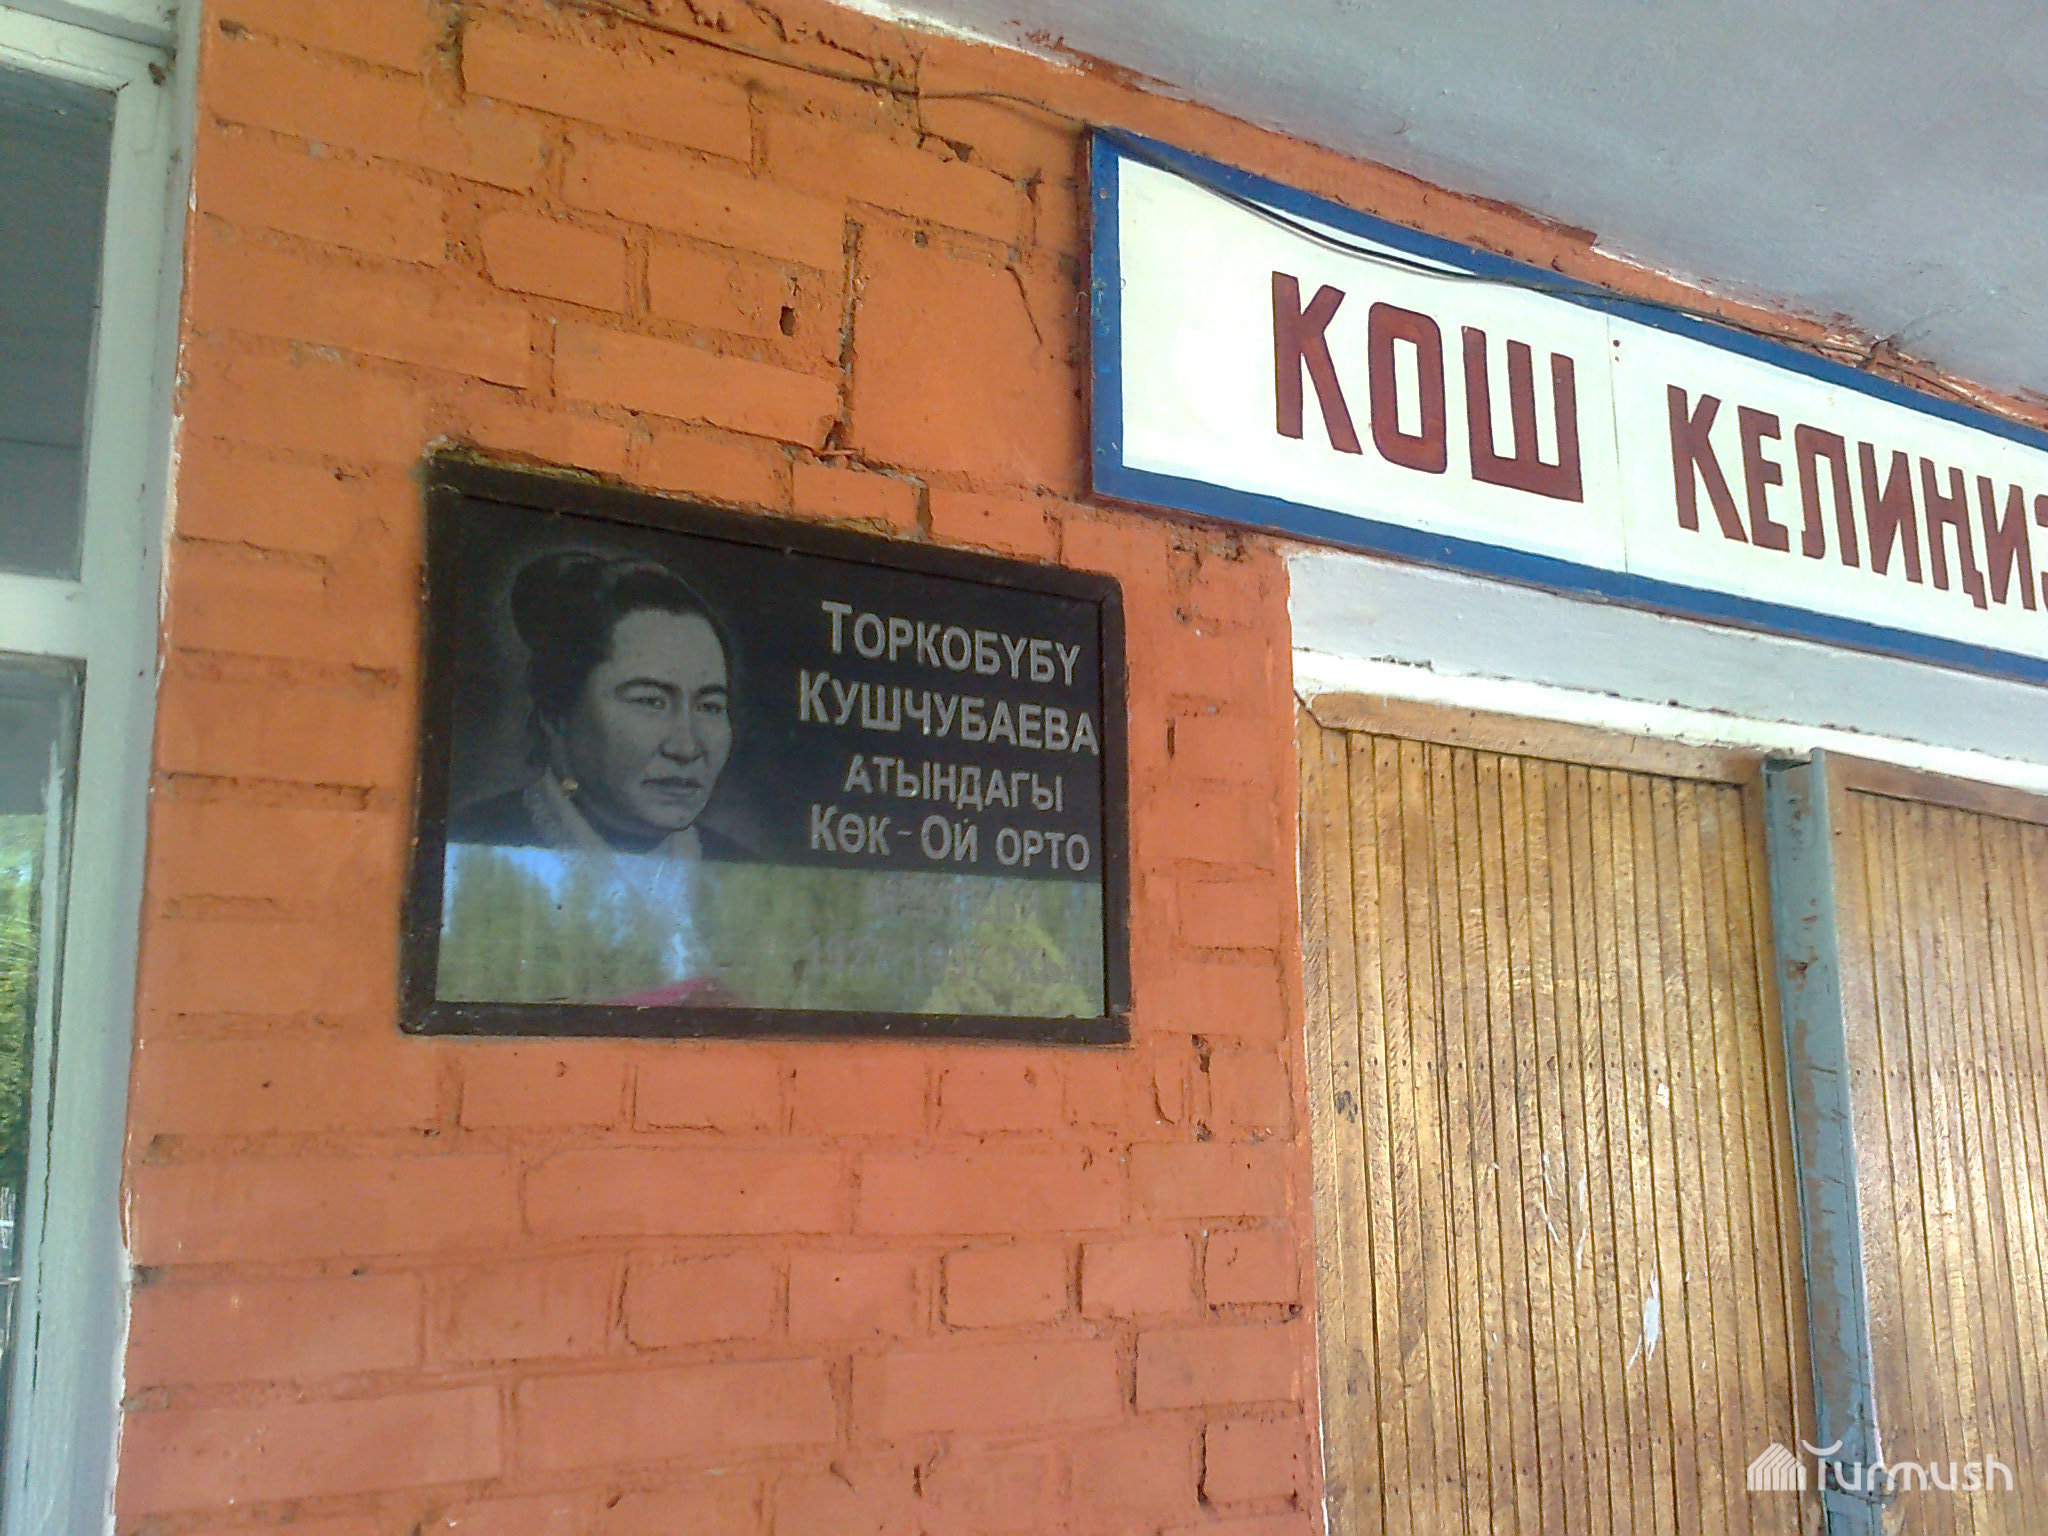 КОШ КЕЛИҢИЗ
ТОРКОБҮБҮ
КУШЧУБАЕВА
АТЫНДАГЫ
КӨК-ОЙ ОРТО
Turmush